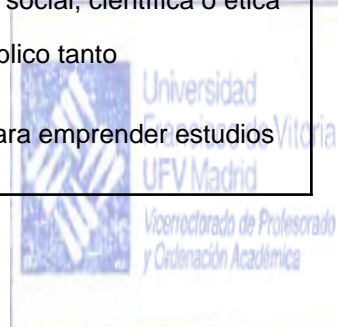 social, científica o ética
blico tanto
ara emprender estudios
Universidad
Francisco de Vitoria
UFV Madrid
Vicerrectorado de Profesorado
y Ordenación Académica